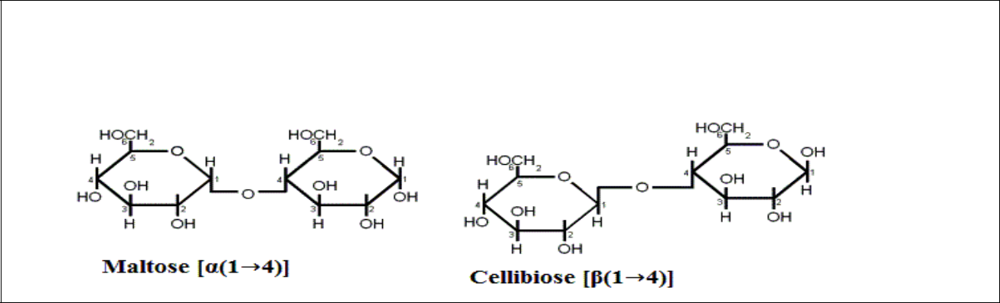 HOCH2 HOCH2
6 6
H 5 O H H 5 O H
4 OH 1 4 OH 1
HO 3 2 O 3 2 OH
H OH H OH
Maltose [α(1→4)]
HOCH2
6
H 5 O OH
HOCH2 4 OH 1
6
H 5 O O 3 2 H
4 OH 1 H OH
HO 3 2 H
H OH
Cellibiose [β(1→4)]